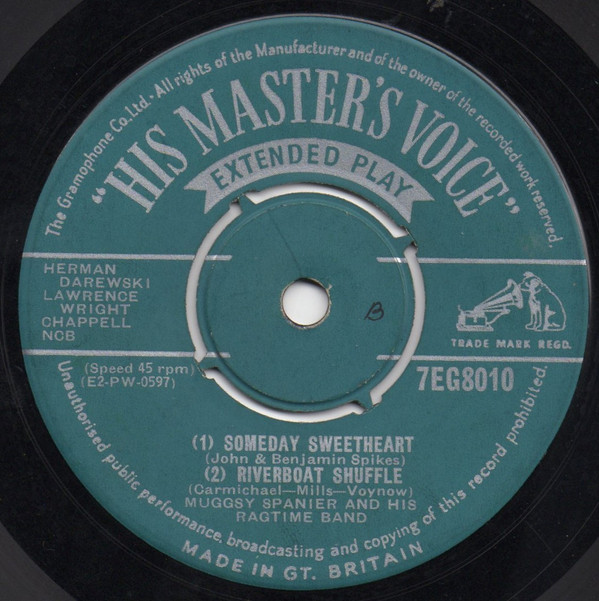 The Gramophone Co. Ltd. All rights of the Manufacturer and of the owner of the recorded work reserved.
"HIS MASTER'S VOICE"
EXTENDED PLAY
HERMAN
DAREWSKI
LAWRENCE
WRIGHT
CHAPPELL
NCB
B
TRADE MARK REGD.
(Speed 45 rpm)
(E2-PW-0597)
7EG8010
(1) SOMEDAY SWEETHEART
(John & Benjamin Spikes)
(2) RIVERBOAT SHUFFLE
(Carmichael—Mills—Voynow)
MUGGSY SPANIER AND HIS
RAGTIME BAND
Unauthorised public performance, broadcasting and copying of this record prohibited.
MADE IN GT. BRITAIN